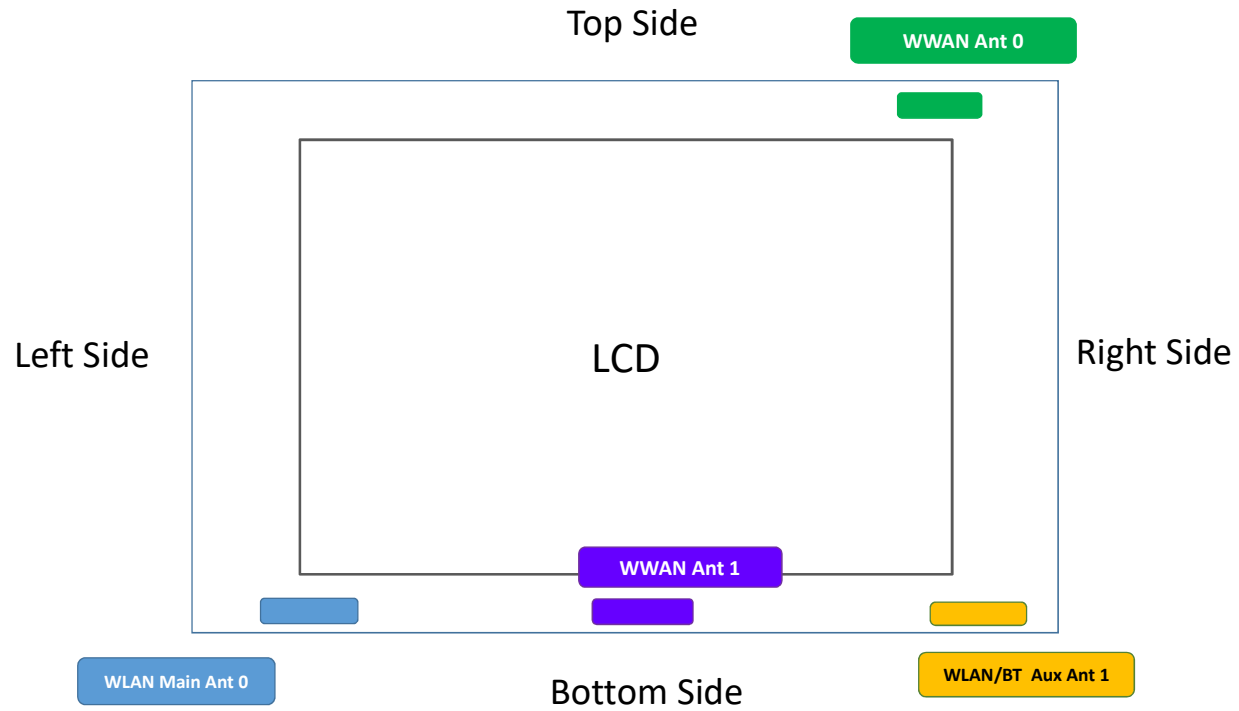 Top Side
WWAN Ant 0
Left Side
LCD
Right Side
WWAN Ant 1
WLAN Main Ant 0
Bottom Side
WLAN/BT  Aux Ant 1